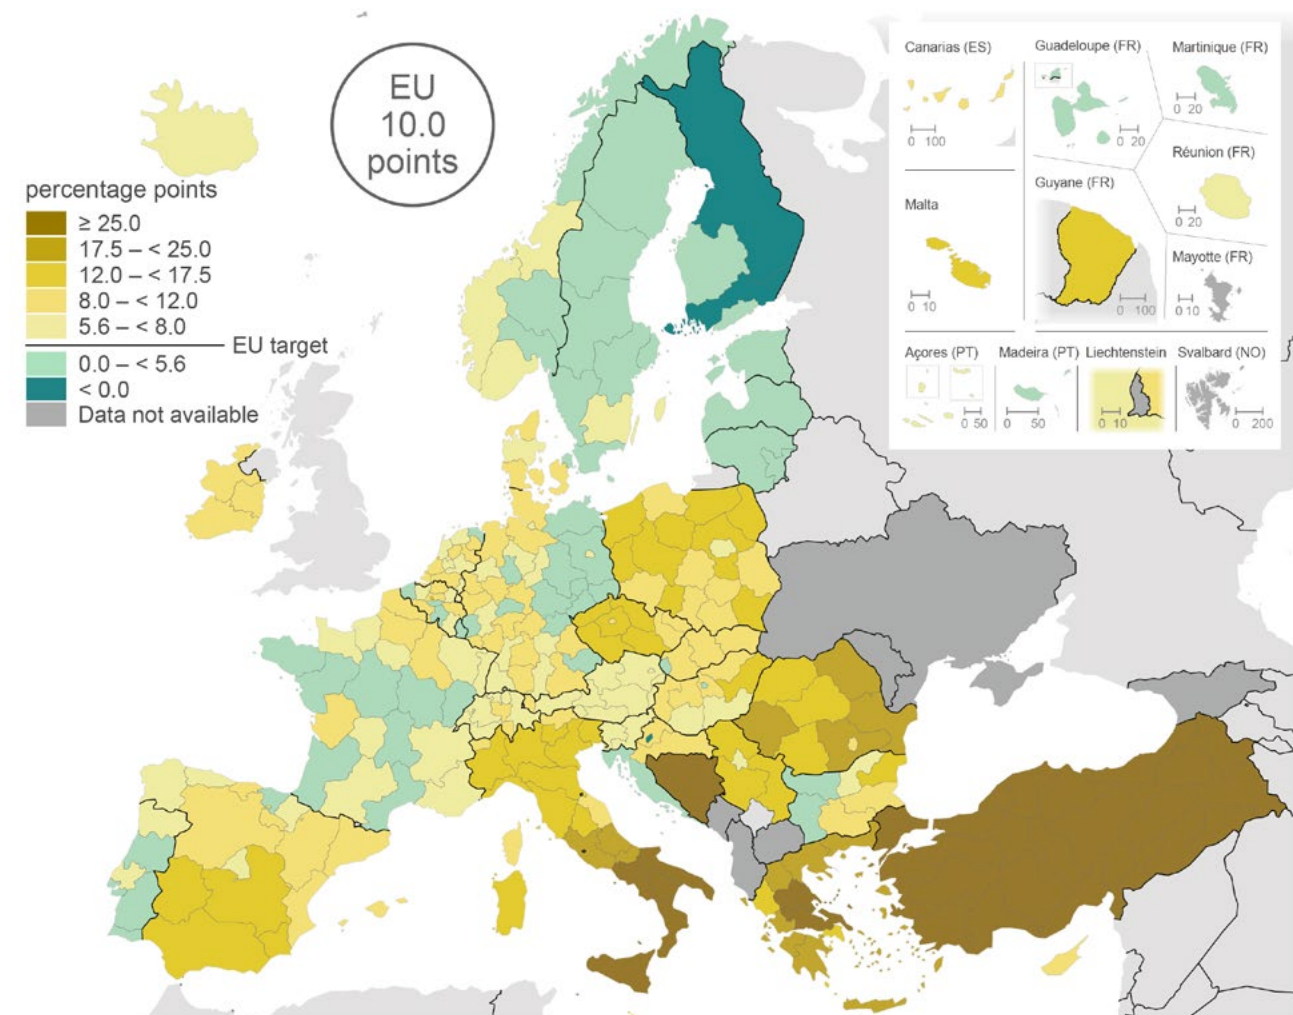 EU
10.0
points
percentage points
≥ 25.0
17.5 – < 25.0
12.0 – < 17.5
8.0 – < 12.0
5.6 – < 8.0
EU target
0.0 – < 5.6
< 0.0
Data not available
Canarias (ES)
0 100
Guadeloupe (FR)
0 20
Martinique (FR)
0 20
Réunion (FR)
0 20
Malta
0 10
Guyane (FR)
0 100
Mayotte (FR)
0 10
Açores (PT)
0 50
Madeira (PT)
0 50
Liechtenstein
0 10
Svalbard (NO)
0 200